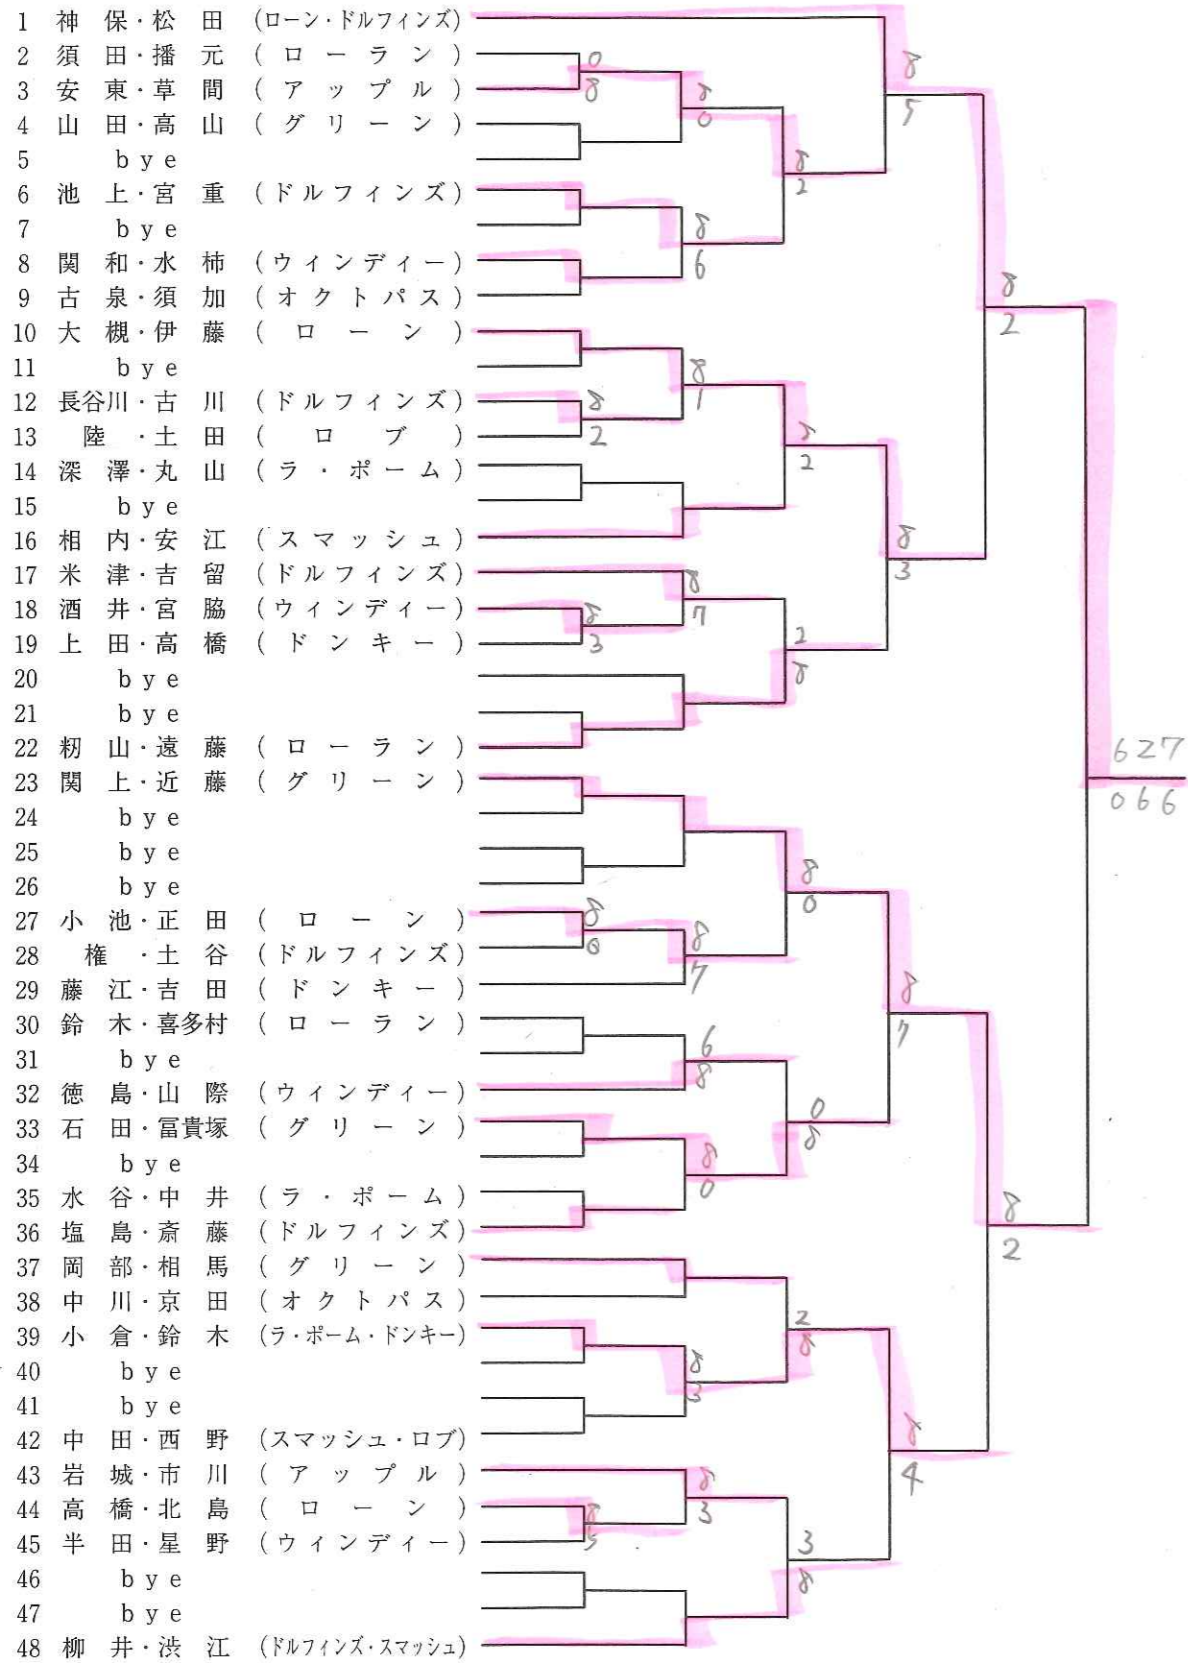 1 神 保・松 田 (ローン・ドルフィンズ)
2 須 田・播 元 (ローラン)
3 安 東・草 間 (アップル)
4 山 田・高 山 (グリーン)
5 bye
6 池 上・宮 重 (ドルフィンズ)
7 bye
8 関 和・水 柿 (ウィンディー)
9 古 泉・須 加 (オクトパス)
10 大 槻・伊 藤 (ローン)
11 bye
12 長谷川・古 川 (ドルフィンズ)
13 陸 ・土 田 (ロブ)
14 深 澤・丸 山 (ラ・ポーム)
15 bye
16 相 内・安 江 (スマッシュ)
17 米 津・吉 留 (ドルフィンズ)
18 酒 井・宮 脇 (ウィンディー)
19 上 田・高 橋 (ドンキー)
20 bye
21 bye
22 籾 山・遠 藤 (ローラン)
23 関 上・近 藤 (グリーン)
24 bye
25 bye
26 bye
27 小 池・正 田 (ローン)
28 権 ・土 谷 (ドルフィンズ)
29 藤 江・吉 田 (ドンキー)
30 鈴 木・喜多村 (ローラン)
31 bye
32 徳 島・山 際 (ウィンディー)
33 石 田・冨貴塚 (グリーン)
34 bye
35 水 谷・中 井 (ラ・ポーム)
36 塩 島・斎 藤 (ドルフィンズ)
37 岡 部・相 馬 (グリーン)
38 中 川・京 田 (オクトパス)
39 小 倉・鈴 木 (ラ・ポーム・ドンキー)
40 bye
41 bye
42 中 田・西 野 (スマッシュ・ロブ)
43 岩 城・市 川 (アップル)
44 高 橋・北 島 (ローン)
45 半 田・星 野 (ウィンディー)
46 bye
47 bye
48 柳 井・渋 江 (ドルフィンズ・スマッシュ)
0
8
8
2
8
3
8
0
8
5
8
0
8
6
8
1
8
7
8
7
6
8
8
0
8
3
8
3
8
2
8
2
2
8
8
0
0
8
2
8
3
8
8
5
8
3
8
7
8
4
8
2
8
2
6 2 7
0 6 6